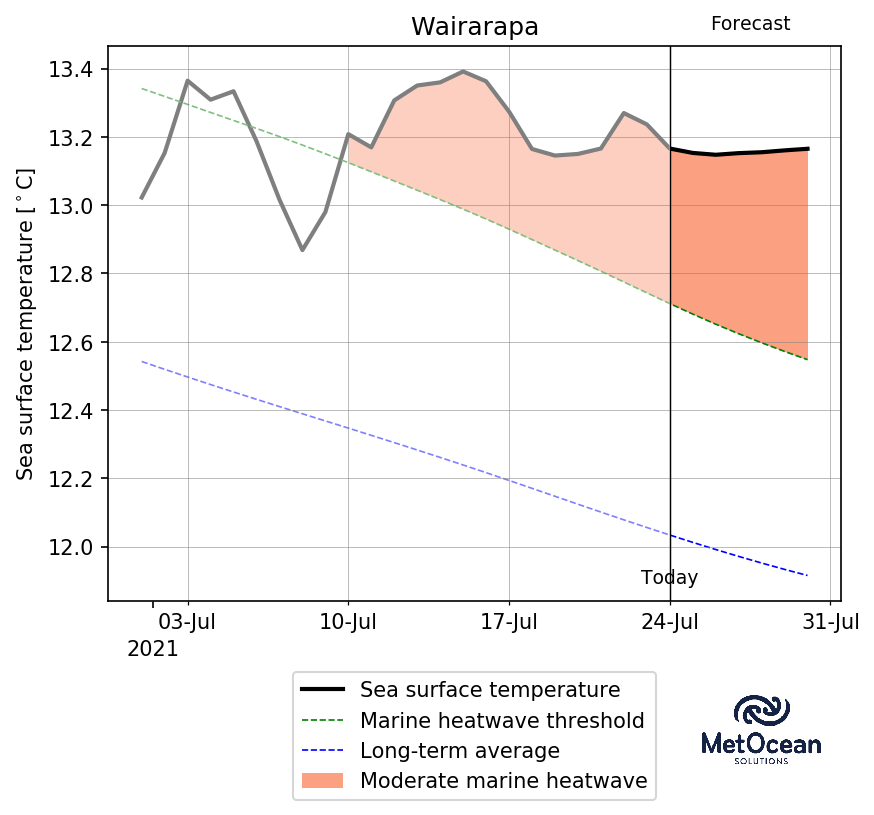 Wairarapa
Forecast
Sea surface temperature [°C]
13.4
13.2
13.0
12.8
12.6
12.4
12.2
12.0
Today
03-Jul
10-Jul
17-Jul
24-Jul
31-Jul
2021
Sea surface temperature
Marine heatwave threshold
Long-term average
Moderate marine heatwave
MetOcean
SOLUTIONS